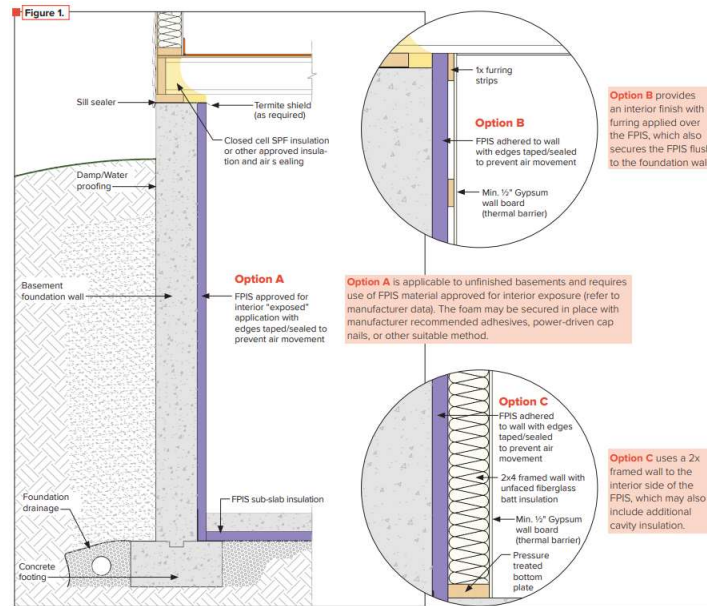 Figure 1.
Sill sealer
Termite shield
(as required)
Closed cell SPF insulation
or other approved insula-
tion and air s ealing
Damp/Water
proofing
Basement
foundation wall
Option A
FPIS approved for
interior "exposed"
application with
edges taped/sealed to
prevent air movement
Foundation
drainage
FPIS sub-slab insulation
Concrete
footing
1x furring
strips
Option B
FPIS adhered to wall
with edges taped/sealed
to prevent air movement
Min. ½" Gypsum
wall board
(thermal barrier)
Option B provides
an interior finish with
furring applied over
the FPIS, which also
secures the FPIS flush
to the foundation wal
Option A is applicable to unfinished basements and requires
use of FPIS material approved for interior exposure (refer to
manufacturer data). The foam may be secured in place with
manufacturer recommended adhesives, power-driven cap
nails, or other suitable method.
Option C
FPIS adhered
to wall with edges
taped/sealed
to prevent air
movement
2x4 framed wall with
unfaced fiberglass
batt insulation
Min. ½" Gypsum
wall board
(thermal barrier)
Pressure
treated
bottom
plate
Option C uses a 2x
framed wall to the
interior side of the
FPIS, which may also
include additional
cavity insulation.